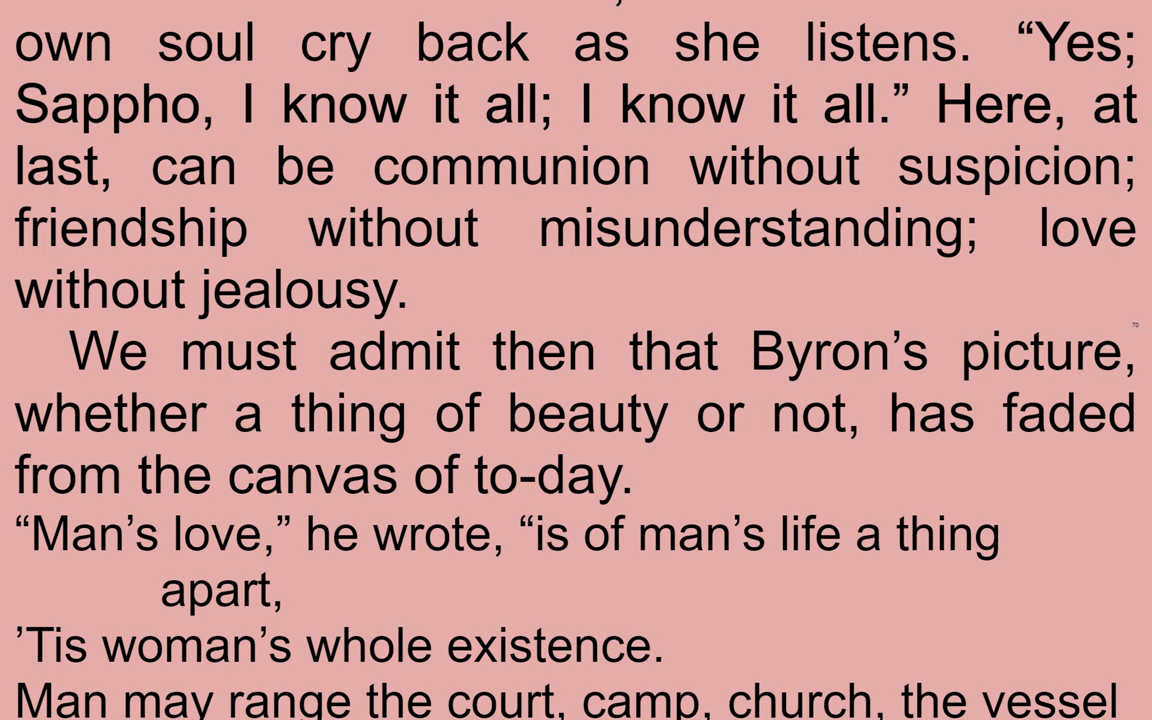 own soul cry back as she listens. “Yes;
Sappho, I know it all; I know it all.” Here, at
last, can be communion without suspicion;
friendship without misunderstanding; love
without jealousy.
70
We must admit then that Byron’s picture,
whether a thing of beauty or not, has faded
from the canvas of to-day.
“Man’s love,” he wrote, “is of man’s life a thing
apart,
’Tis woman’s whole existence.
Man may range the court, camp, church, the vessel